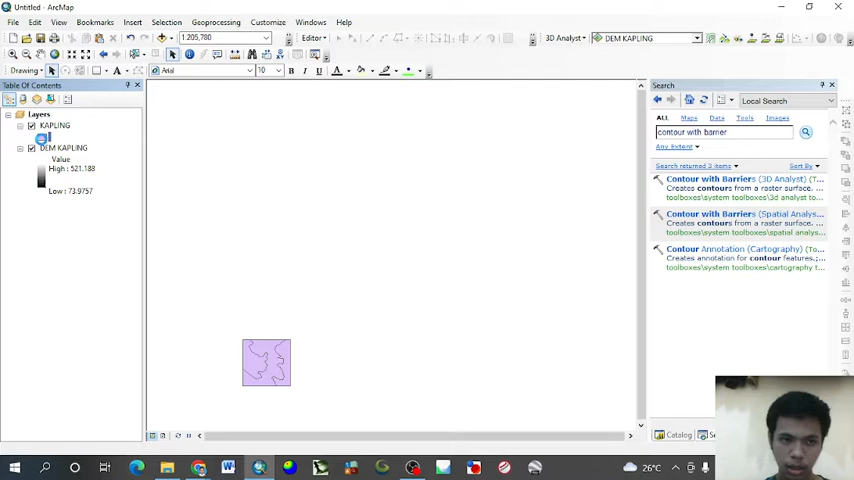 Untitled - ArcMap
File Edit View Bookmarks Insert Selection Geoprocessing Customize Windows Help
1:205,780 Editor 3D Analyst DEM KAPLING
Drawing A Arial 10 B I U A
Table Of Contents
Layers
KAPLING
DEM KAPLING
Value
High : 521.188
Low : 73.9757
Search
Local Search
ALL Maps Data Tools Images
contour with barrier
Any Extent
Search returned 3 items Sort By
Contour with Barriers (3D Analyst) (To...
Creates contours from a raster surface. ...
toolboxes\system toolboxes\3d analyst to...
Contour with Barriers (Spatial Analys...
Creates contours from a raster surface. ...
toolboxes\system toolboxes\spatial analys...
Contour Annotation (Cartography) (To...
Creates annotation for contour features.;...
toolboxes\system toolboxes\cartography t...
Catalog
26°C